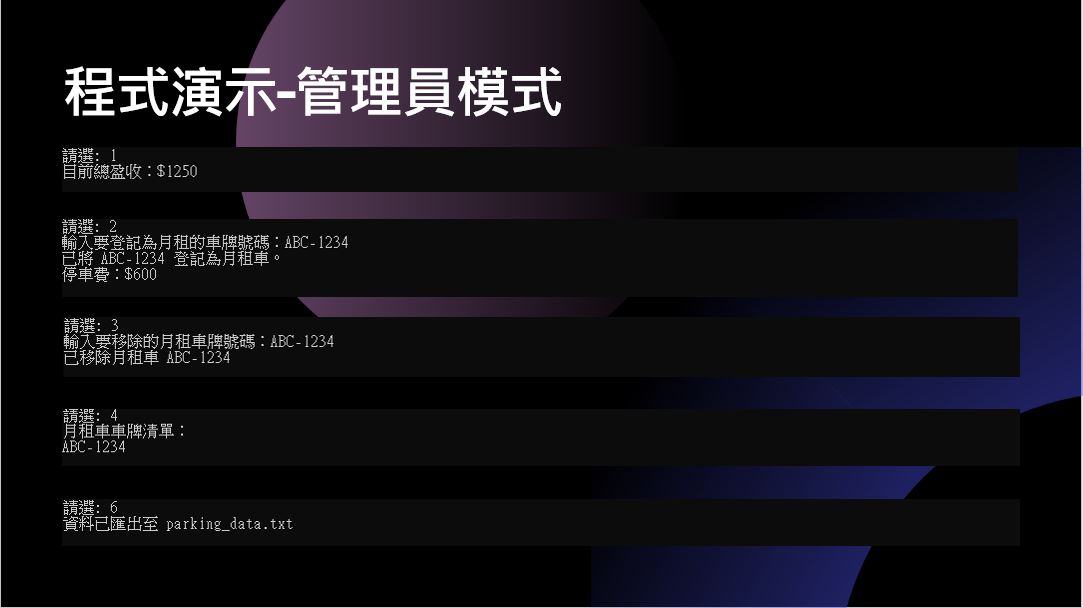 程式演示-管理員模式
請選: 1
目前總盈收：$1250
請選: 2
輸入要登記為月租的車牌號碼：ABC-1234
已將 ABC-1234 登記為月租車。
停車費：$600
請選: 3
輸入要移除的月租車牌號碼：ABC-1234
已移除月租車 ABC-1234
請選: 4
月租車車牌清單：
ABC-1234
請選: 6
資料已匯出至 parking_data.txt